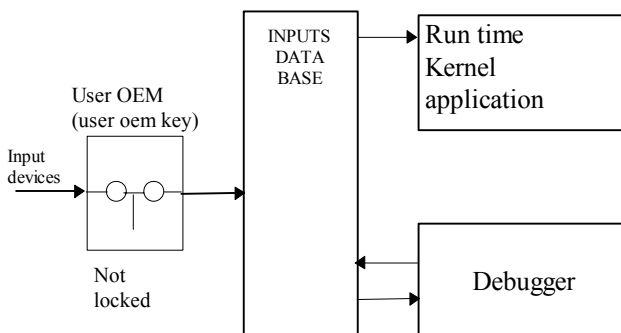 INPUTS
DATA
BASE
Run time
Kernel
application
User OEM
(user oem key)
Input
devices
Not
locked
Debugger